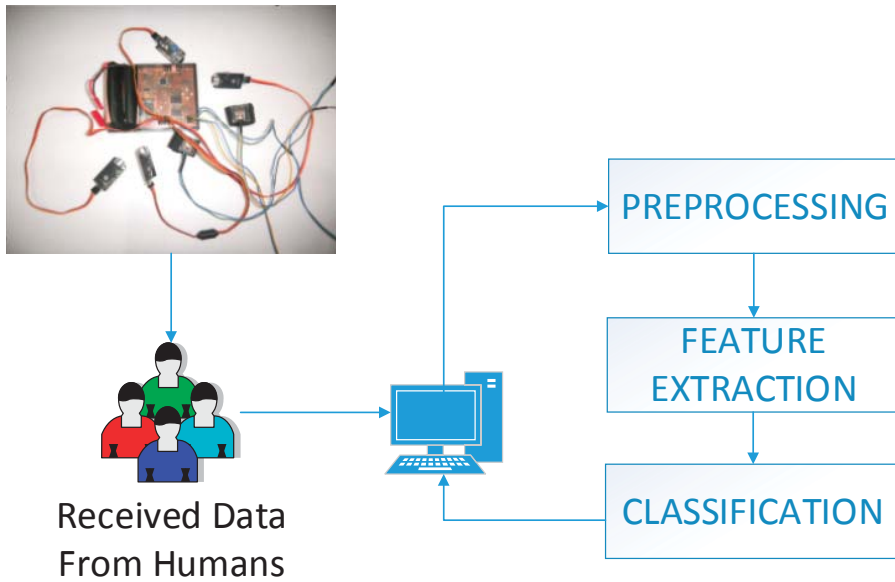 PREPROCESSING
FEATURE
EXTRACTION
CLASSIFICATION
Received Data
From Humans